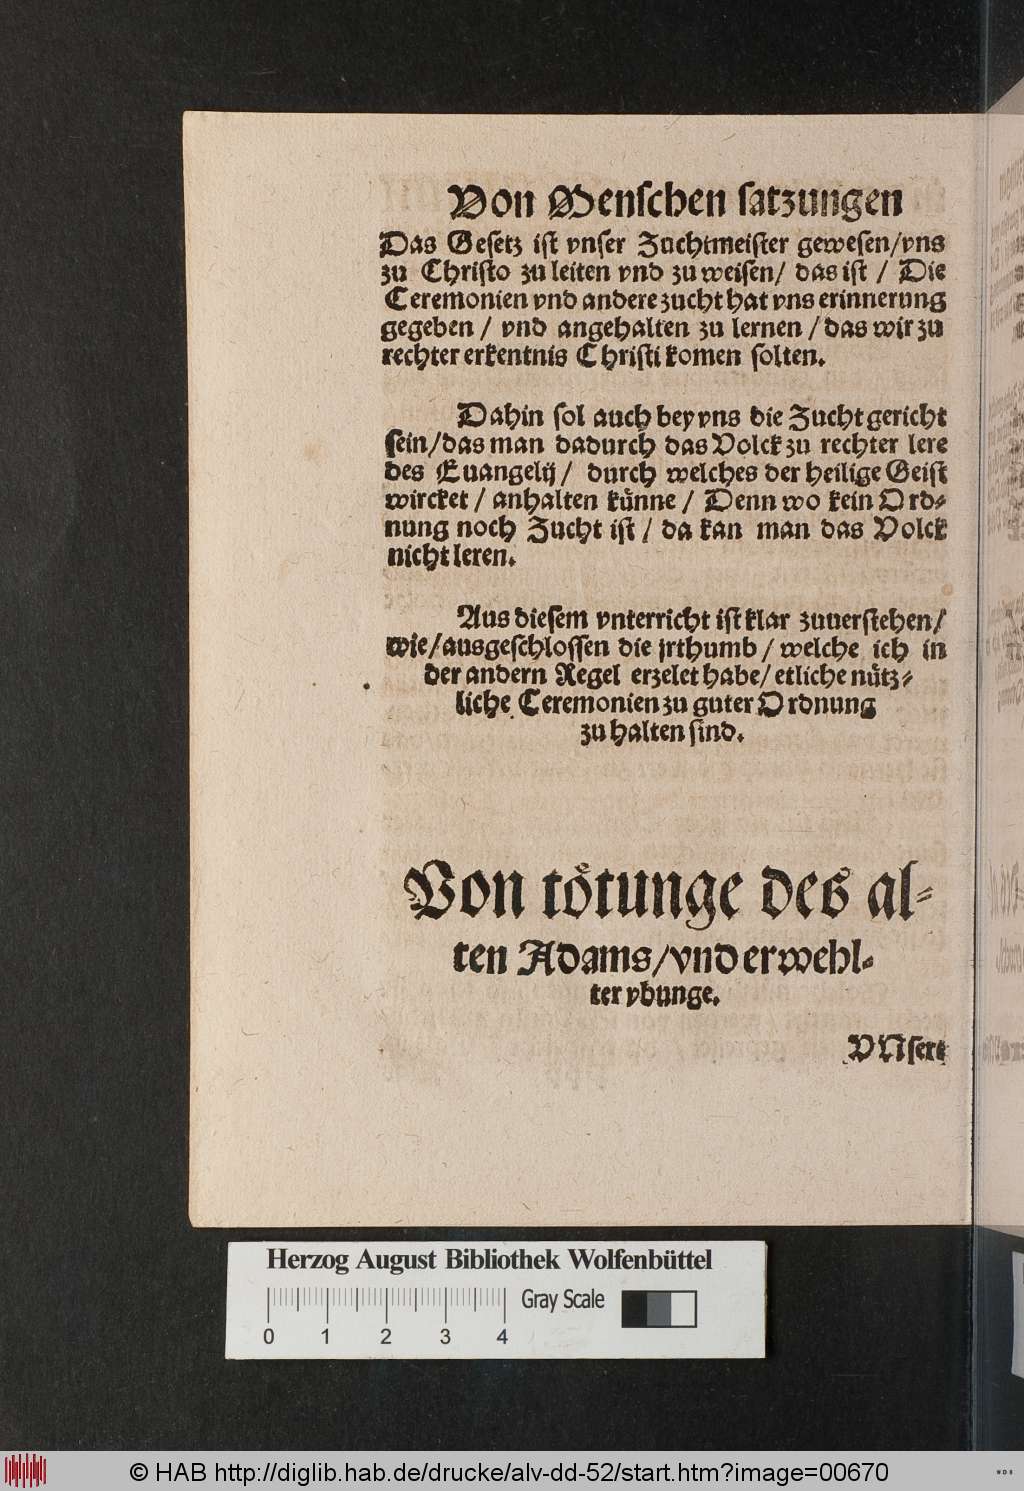 Von Menschen satzungen
Das Gesetz ist vnser Zuchtmeister gewesen/vns
zu Christo zu leiten vnd zu weisen/ das ist / Die
Ceremonien vnd andere zucht hat vns erinnerung
gegeben / vnd angehalten zu lernen / das wir zu
rechter erkentnis Christi komen solten.
Dahin sol auch bey vns die Zucht gericht
sein/das man dadurch das Volck zu rechter lere
des Euangelij/ durch welches der heilige Geist
wircket / anhalten kuͤnne / Denn wo kein Ord-
nung noch Zucht ist / da kan man das Volck
nicht leren.
Aus diesem vnterricht ist klar zuuerstehen/
wie/ausgeschlossen die jrthumb / welche ich in
der andern Regel erzelet habe/ etliche nuͤtz-
liche Ceremonien zu guter Ordnung
zu halten sind.
Von toͤtunge des al-
ten Adams/vnd erwehl-
ter vbunge.
VNsere
Herzog August Bibliothek Wolfenbüttel
Gray Scale
0 1 2 3 4
© HAB http://diglib.hab.de/drucke/alv-dd-52/start.htm?image=00670